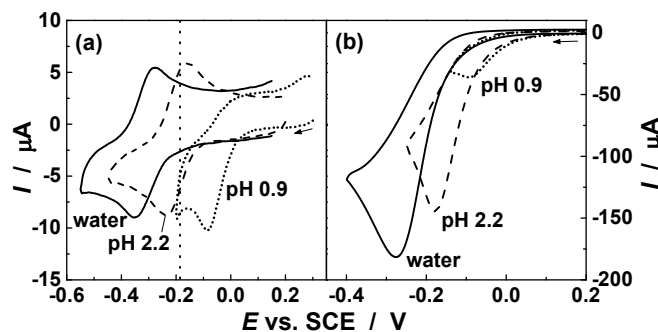 (a)
(b)
10
5
0
-5
-10
-15
I / μA
water
pH 2.2
pH 0.9
-0.6 -0.4 -0.2 0.0 0.2
pH 0.9
pH 2.2
water
0
-50
-100
-150
-200
I / μA
-0.4 -0.2 0.0 0.2
E vs. SCE / V